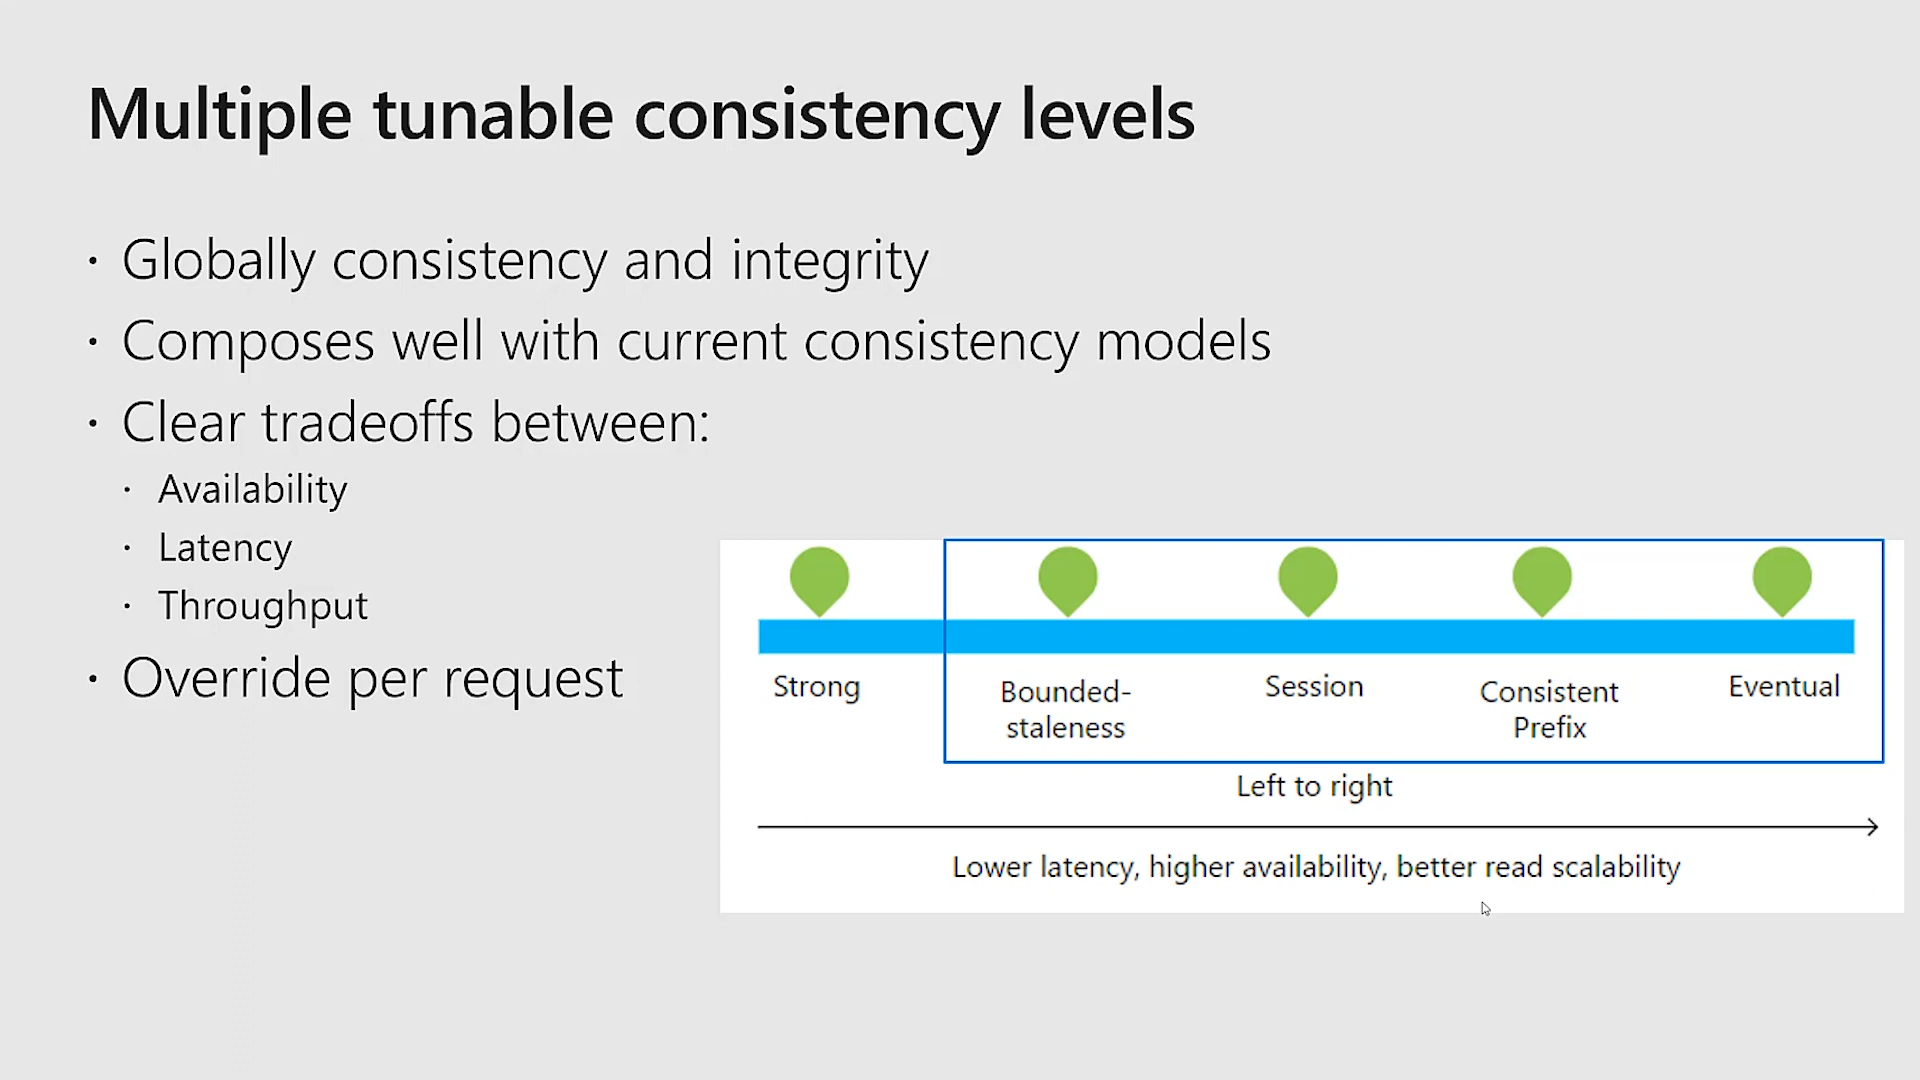 Multiple tunable consistency levels
· Globally consistency and integrity
· Composes well with current consistency models
· Clear tradeoffs between:
· Availability
· Latency
· Throughput
· Override per request
Strong
Bounded-
staleness
Session
Consistent
Prefix
Eventual
Left to right
Lower latency, higher availability, better read scalability